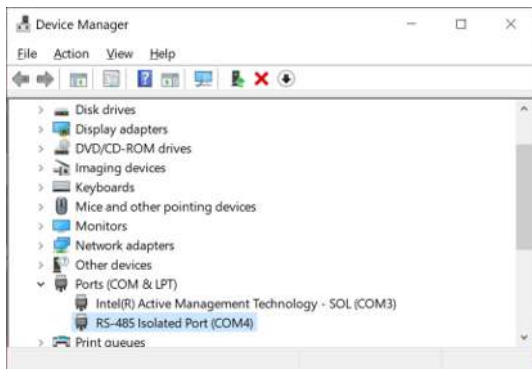 Device Manager
File Action View Help
Disk drives
Display adapters
DVD/CD-ROM drives
Imaging devices
Keyboards
Mice and other pointing devices
Monitors
Network adapters
Other devices
Ports (COM & LPT)
Intel(R) Active Management Technology - SOL (COM3)
RS-485 Isolated Port (COM4)
Print queues